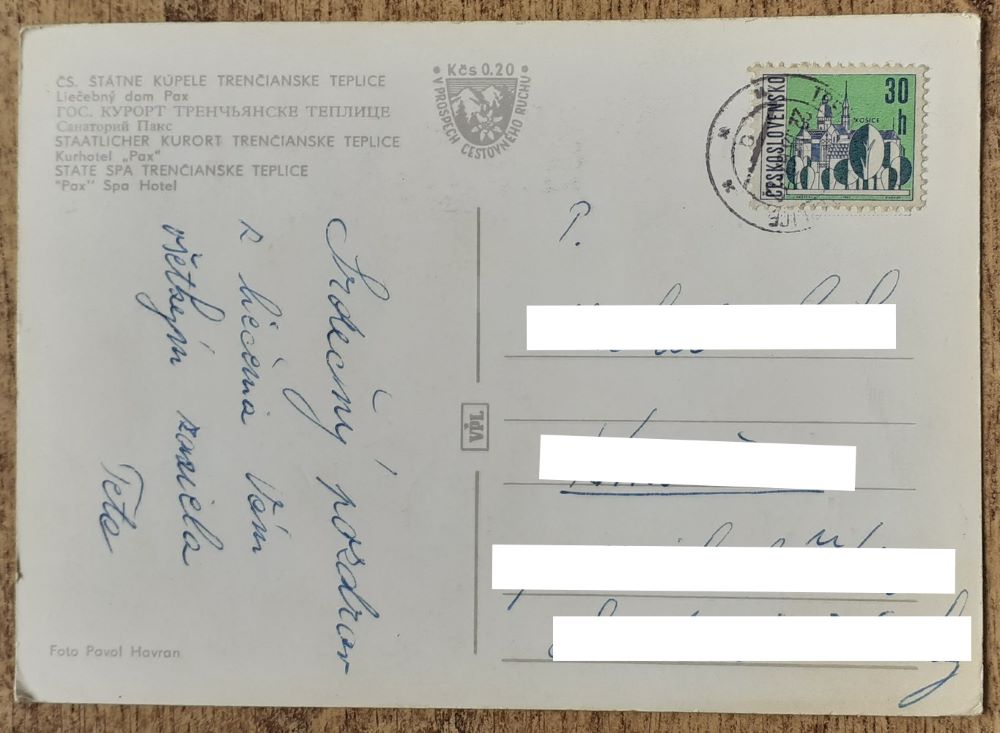 ČS. ŠTÁTNE KÚPELE TRENČIANSKE TEPLICE
Liečebný dom Pax
ГОС. КУРОРТ ТРЕНЧЬЯНСКЕ ТЕПЛИЦЕ
Санаторий Пакс
STAATLICHER KURORT TRENČIANSKE TEPLICE
Kurhotel „Pax"
STATE SPA TRENČIANSKE TEPLICE
"Pax" Spa Hotel
Kčs 0.20
V PROSPECH CESTOVNÉHO RUCHU
ČESKOSLOVENSKO
30 h
KOŠICE
Srdečný pozdrav
z liečenia Vám
všetkým zasiela
Teta
T.
VPL
Foto Pavol Havran